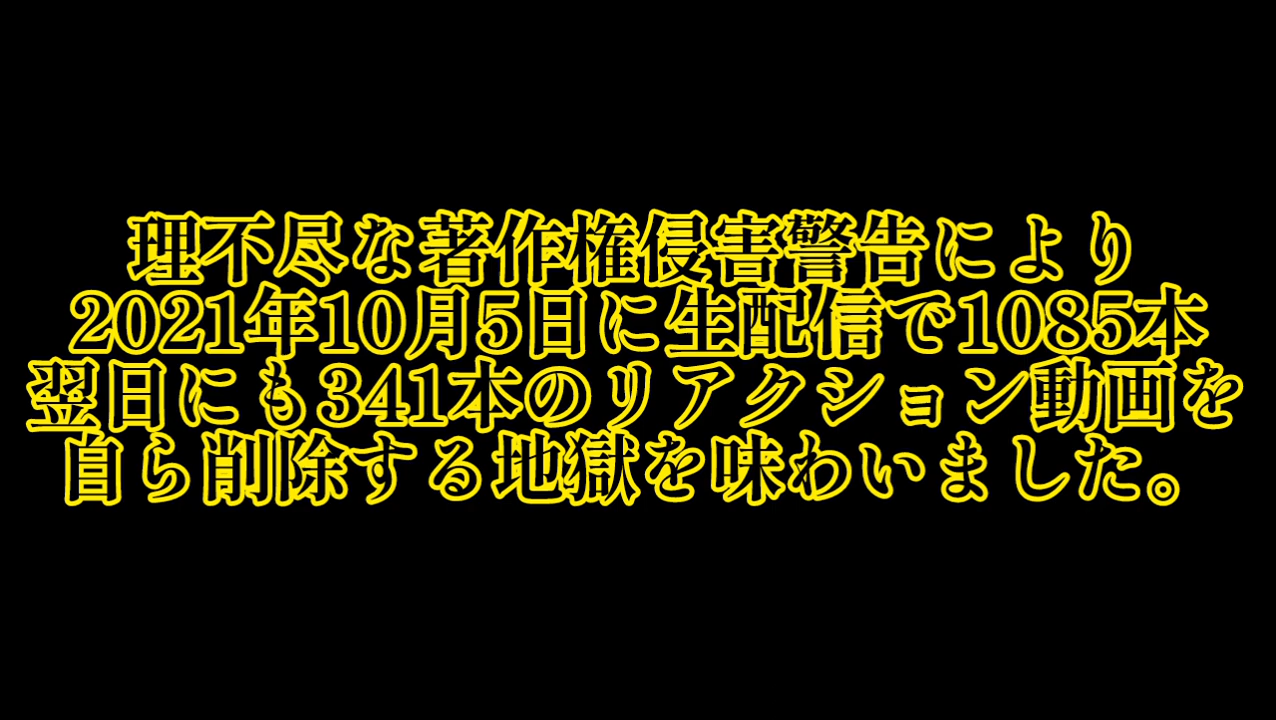 理不尽な著作権侵害警告により
2021年10月5日に生配信で1085本
翌日にも341本のリアクション動画を
自ら削除する地獄を味わいました。